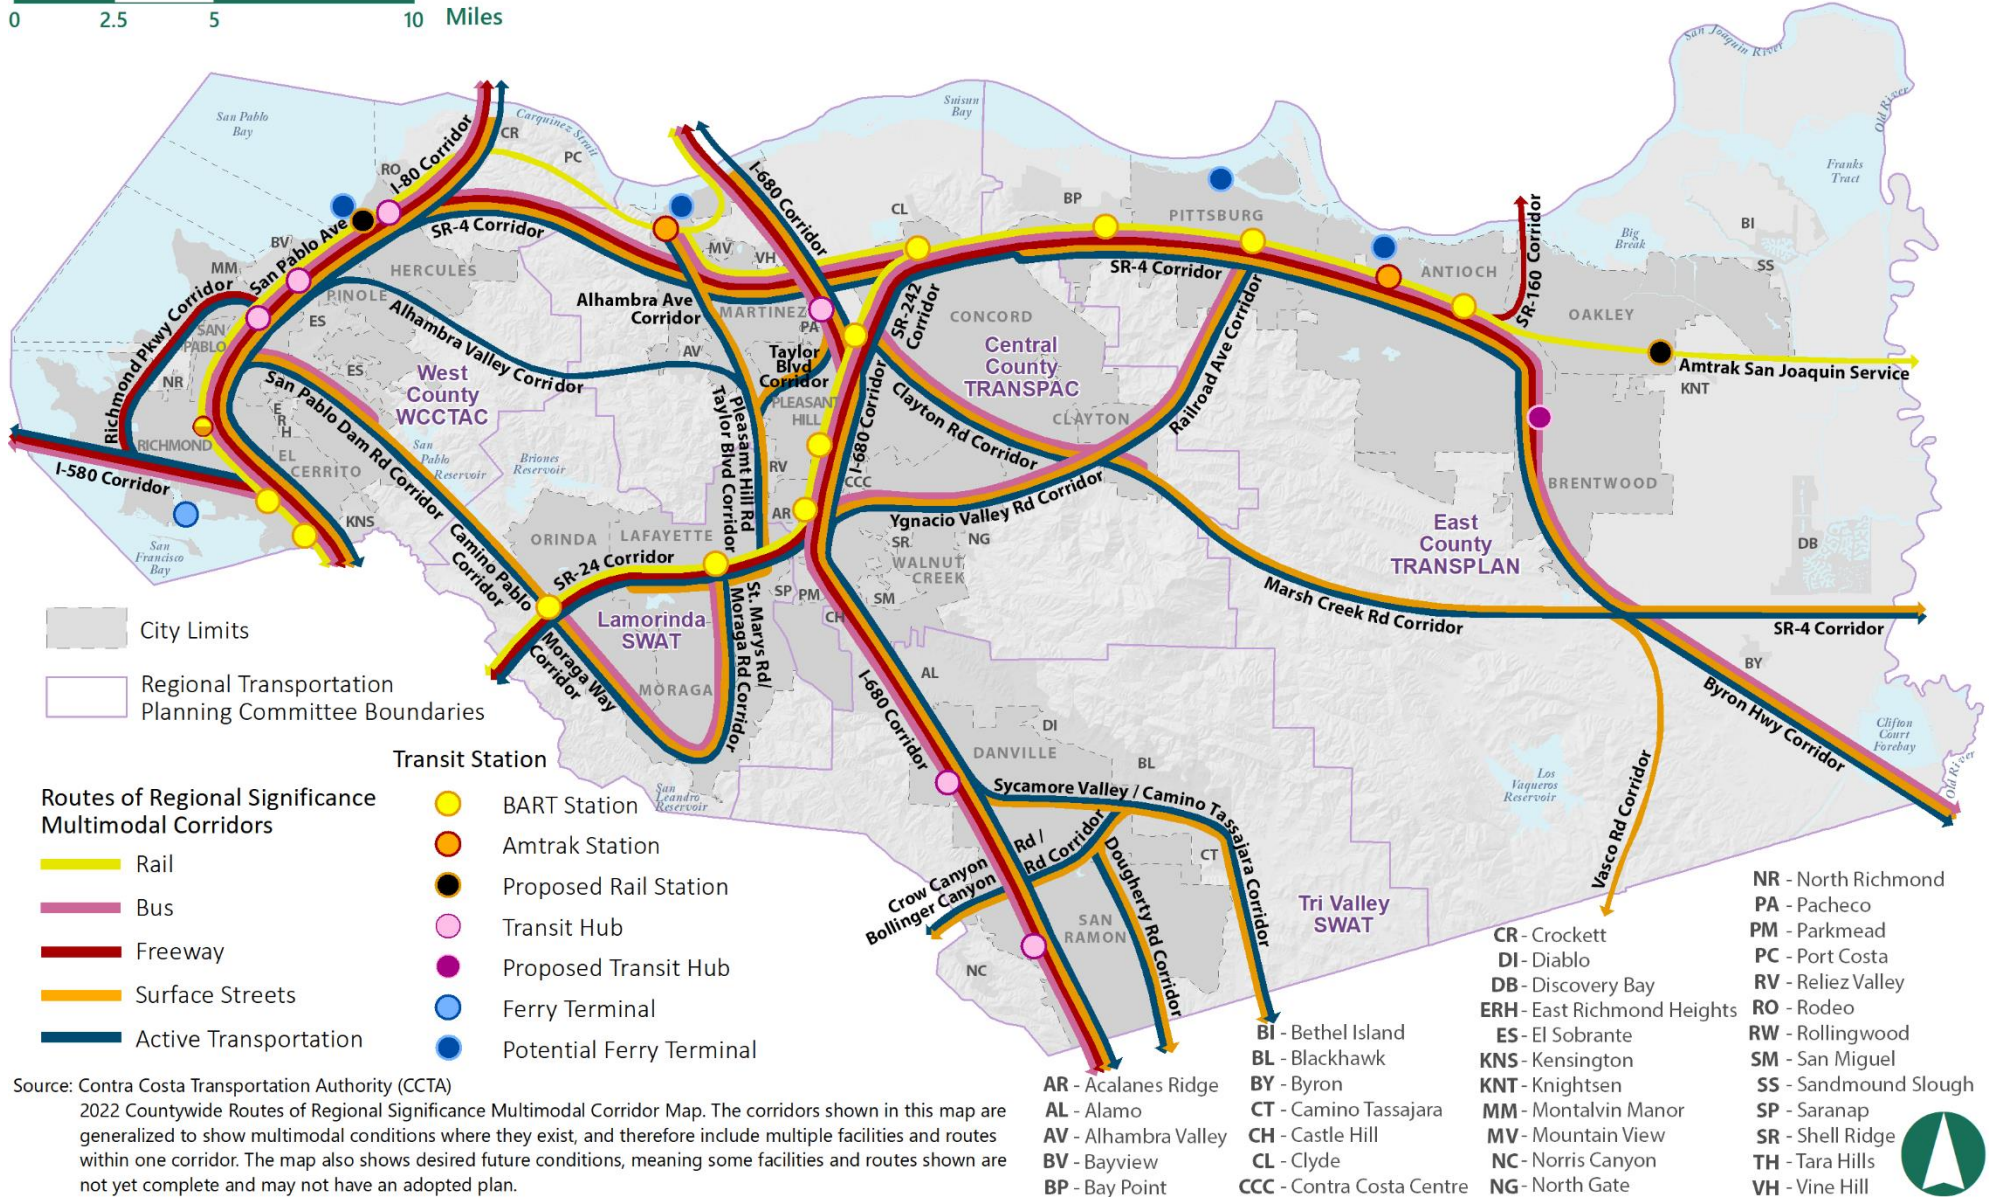 0 2.5 5 10 Miles
San Pablo
Bay
Carquinez Strait
Suisun
Bay
San Joaquin River
Old River
Franks
Tract
Big
Break
CR
PC
RO
I-80 Corridor
I-680 Corridor
CL
BP
PITTSBURG
BI
SS
BV
San Pablo Ave
SR-4 Corridor
MV
VH
SR-4 Corridor
ANTIOCH
SR-160 Corridor
OAKLEY
MM
HERCULES
PINOLE
Richmond Pkwy Corridor
SAN
PABLO
ES
Alhambra Valley Corridor
Alhambra Ave
Corridor
MARTINEZ
PA
SR-242
Corridor
CONCORD
Central
County
TRANSPAC
Railroad Ave Corridor
Amtrak San Joaquin Service
KNT
NR
ES
West
County
WCCTAC
AV
Taylor
Blvd
Corridor
PLEASANT
HILL
I-680 Corridor
Clayton Rd Corridor
CLAYTON
E
R
H
RICHMOND
San Pablo Dam Rd Corridor
EL
CERRITO
San
Pablo
Reservoir
Briones
Reservoir
Pleasamt Hill Rd
Taylor Blvd Corridor
RV
CCC
BRENTWOOD
I-580 Corridor
KNS
San
Francisco
Bay
AR
Ygnacio Valley Rd Corridor
SR
NG
WALNUT
CREEK
East
County
TRANSPLAN
DB
ORINDA
LAFAYETTE
Camino Pablo
Corridor
SR-24 Corridor
SP
PM
SM
CH
Marsh Creek Rd Corridor
SR-4 Corridor
Lamorinda
SWAT
St. Marys Rd/
Moraga Rd Corridor
Moraga Way
Corridor
MORAGA
AL
I-680 Corridor
BY
Byron Hwy Corridor
Clifton
Court
Forebay
Old River
DI
DANVILLE
BL
San
Leandro
Reservoir
Los
Vaqueros
Reservoir
Sycamore Valley / Camino Tassajara Corridor
Vasco Rd Corridor
Crow Canyon Rd /
Bollinger Canyon Rd Corridor
Dougherty Rd Corridor
CT
SAN
RAMON
Tri Valley
SWAT
NC
City Limits
Regional Transportation
Planning Committee Boundaries
Routes of Regional Significance
Multimodal Corridors
Rail
Bus
Freeway
Surface Streets
Active Transportation
Transit Station
BART Station
Amtrak Station
Proposed Rail Station
Transit Hub
Proposed Transit Hub
Ferry Terminal
Potential Ferry Terminal
Source: Contra Costa Transportation Authority (CCTA)
2022 Countywide Routes of Regional Significance Multimodal Corridor Map. The corridors shown in this map are
generalized to show multimodal conditions where they exist, and therefore include multiple facilities and routes
within one corridor. The map also shows desired future conditions, meaning some facilities and routes shown are
not yet complete and may not have an adopted plan.
AR - Acalanes Ridge
AL - Alamo
AV - Alhambra Valley
BV - Bayview
BP - Bay Point
BI - Bethel Island
BL - Blackhawk
BY - Byron
CT - Camino Tassajara
CH - Castle Hill
CL - Clyde
CCC - Contra Costa Centre
CR - Crockett
DI - Diablo
DB - Discovery Bay
ERH - East Richmond Heights
ES - El Sobrante
KNS - Kensington
KNT - Knightsen
MM - Montalvin Manor
MV - Mountain View
NC - Norris Canyon
NG - North Gate
NR - North Richmond
PA - Pacheco
PM - Parkmead
PC - Port Costa
RV - Reliez Valley
RO - Rodeo
RW - Rollingwood
SM - San Miguel
SS - Sandmound Slough
SP - Saranap
SR - Shell Ridge
TH - Tara Hills
VH - Vine Hill